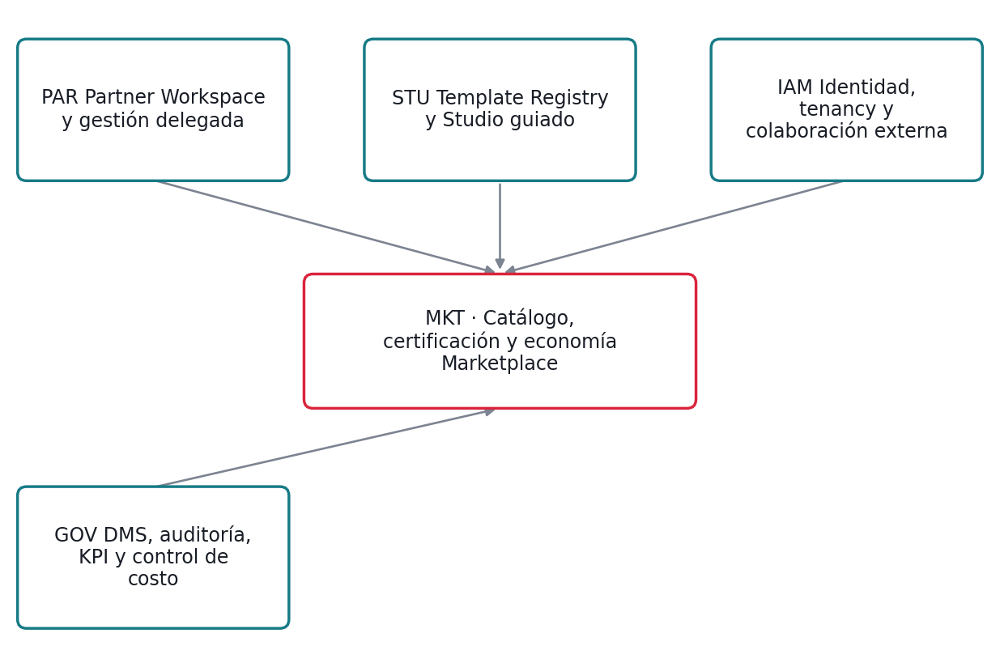 PAR Partner Workspace
y gestión delegada
STU Template Registry
y Studio guiado
IAM Identidad,
tenancy y
colaboración externa
MKT · Catálogo,
certificación y economía
Marketplace
GOV DMS, auditoría,
KPI y control de
costo